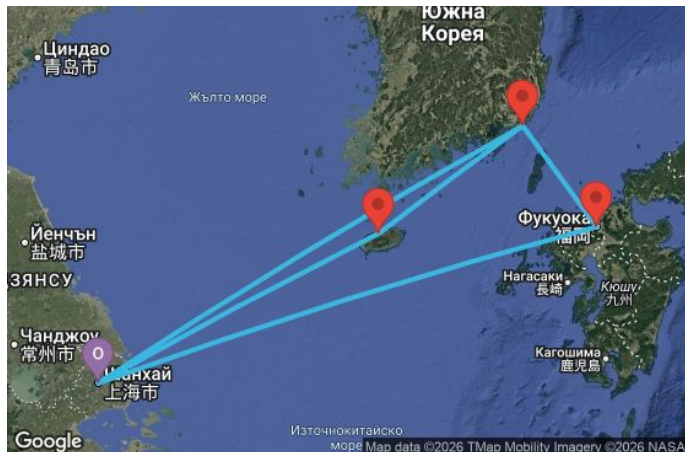 Южна
Корея
Циндао
青岛市
Жълто море
Йенчън
盐城市
Фукуока
福岡
ДЗЯНСУ
Нагасаки
長崎
Кюшу
九州
Чанджоу
常州市
O
Шанхай
上海市
Кагошима
鹿児島
Източнокитайско
море
Google
Map data ©2026 TMap Mobility Imagery ©2026 NASA